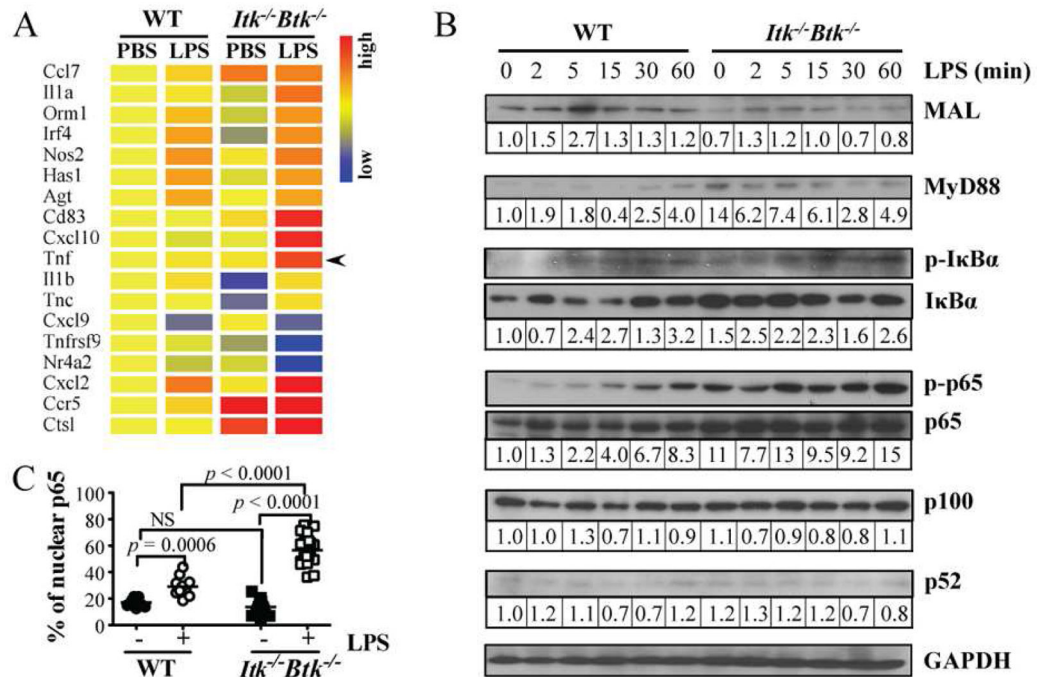 A
WT Itk-/-Btk-/-
PBS LPS PBS LPS
high
low
Ccl7
Il1a
Orm1
Irf4
Nos2
Has1
Agt
Cd83
Cxcl10
Tnf
Il1b
Tnc
Cxcl9
Tnfrsf9
Nr4a2
Cxcl2
Ccr5
Ctsl
B
WT Itk-/-Btk-/-
0 2 5 15 30 60 0 2 5 15 30 60 LPS (min)
MAL
1.0 1.5 2.7 1.3 1.3 1.2 0.7 1.3 1.2 1.0 0.7 0.8
MyD88
1.0 1.9 1.8 0.4 2.5 4.0 14 6.2 7.4 6.1 2.8 4.9
p-IκBα
IκBα
1.0 0.7 2.4 2.7 1.3 3.2 1.5 2.5 2.2 2.3 1.6 2.6
p-p65
p65
1.0 1.3 2.2 4.0 6.7 8.3 11 7.7 13 9.5 9.2 15
p100
1.0 1.0 1.3 0.7 1.1 0.9 1.1 0.7 0.9 0.8 0.8 1.1
p52
1.0 1.2 1.1 0.7 0.7 1.2 1.2 1.3 1.2 1.2 0.7 0.8
GAPDH
C
% of nuclear p65
100
80
60
40
20
0
p < 0.0001
p < 0.0001
NS
p = 0.0006
- + - + LPS
WT Itk-/-Btk-/-